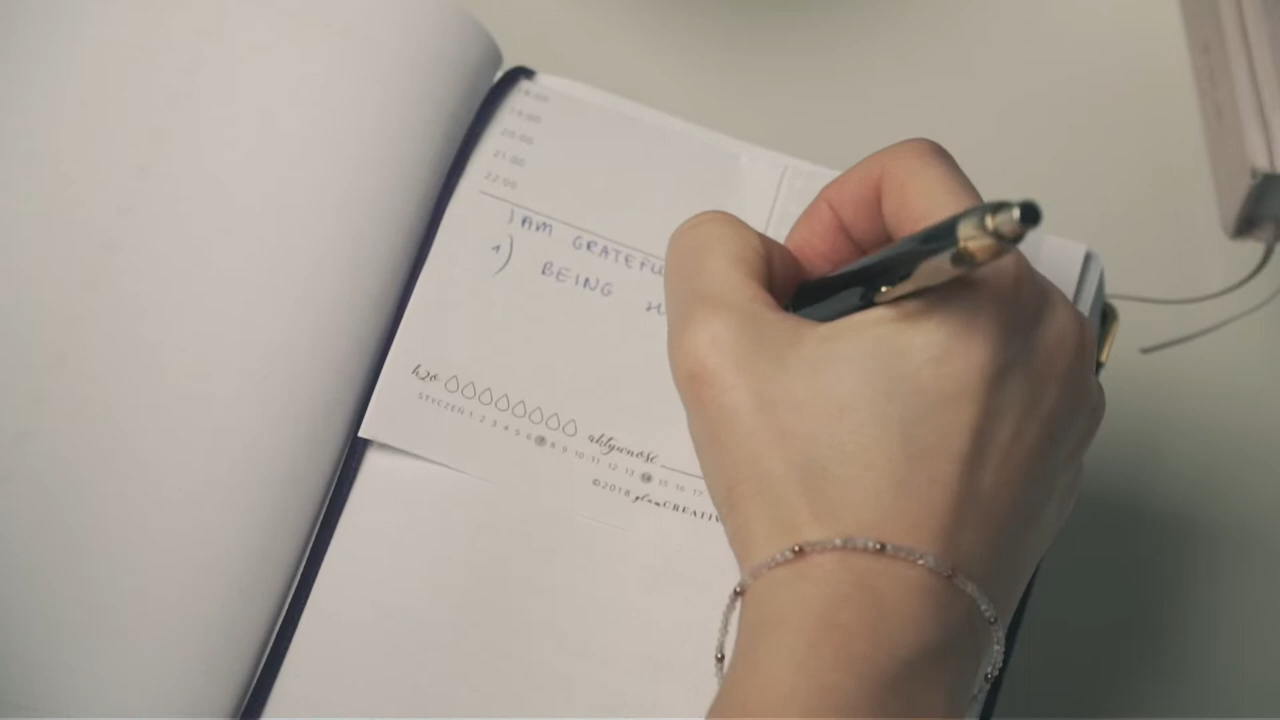 19:00
20:00
21:00
22:00
I AM GRATEFU
1) BEING
h2o
STYCZEŃ 1 2 3 4 5 6 7 8 9 10 11 12 13 14 15 16 17
aktywność
©2018 glamCREATIV